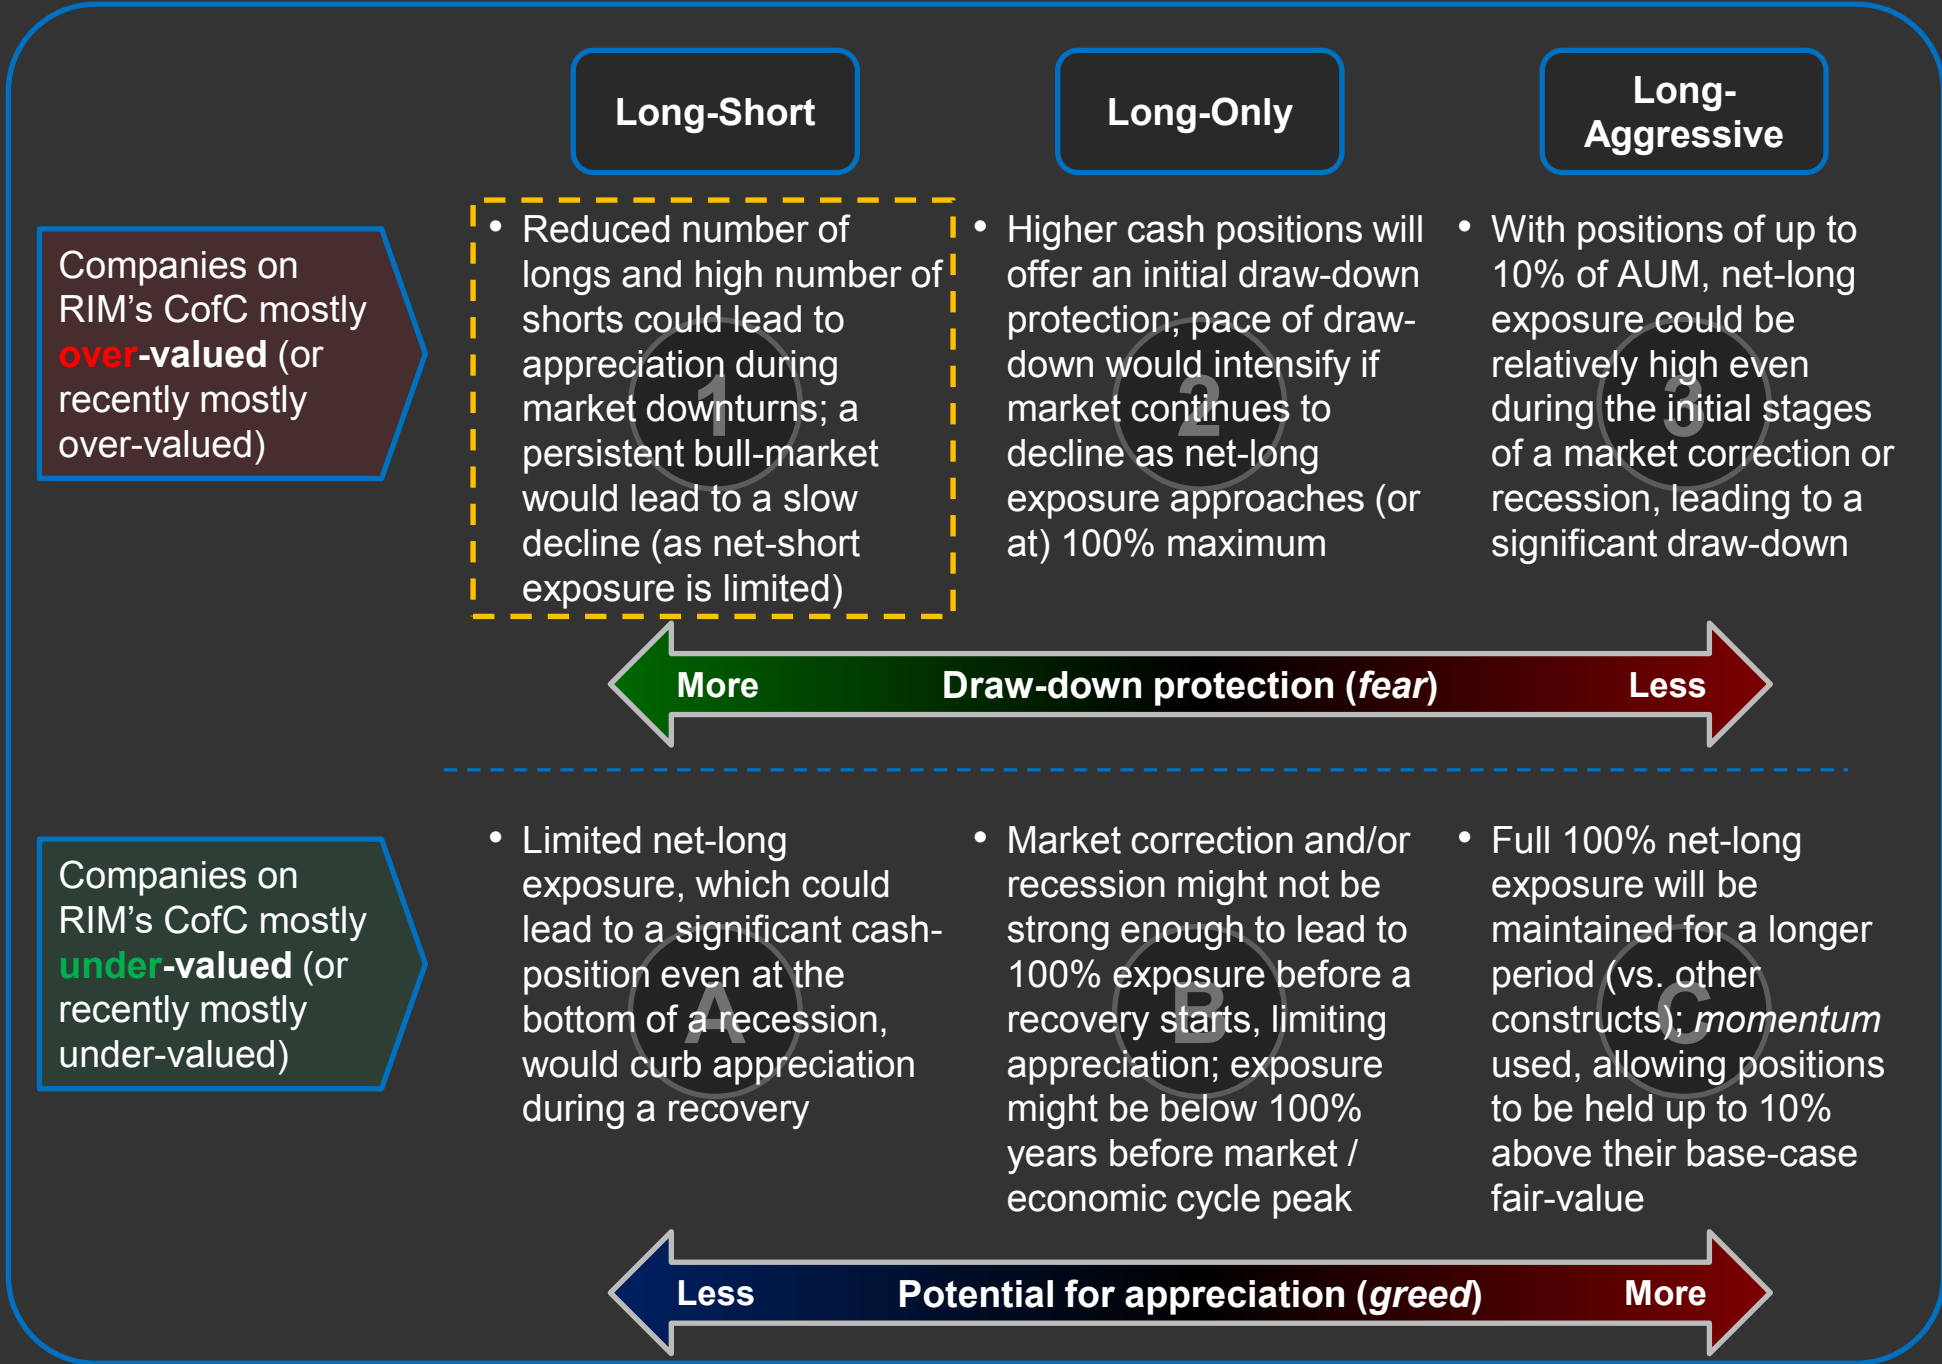 Long-Short
Long-Only
Long-
Aggressive
Companies on
RIM’s CofC mostly
over-valued (or
recently mostly
over-valued)
• Reduced number of
longs and high number of
shorts could lead to
appreciation during
market downturns; a
persistent bull-market
would lead to a slow
decline (as net-short
exposure is limited)
1
• Higher cash positions will
offer an initial draw-down
protection; pace of draw-
down would intensify if
market continues to
decline as net-long
exposure approaches (or
at) 100% maximum
2
• With positions of up to
10% of AUM, net-long
exposure could be
relatively high even
during the initial stages
of a market correction or
recession, leading to a
significant draw-down
3
More Draw-down protection (fear) Less
Companies on
RIM’s CofC mostly
under-valued (or
recently mostly
under-valued)
• Limited net-long
exposure, which could
lead to a significant cash-
position even at the
bottom of a recession,
would curb appreciation
during a recovery
A
• Market correction and/or
recession might not be
strong enough to lead to
100% exposure before a
recovery starts, limiting
appreciation; exposure
might be below 100%
years before market /
economic cycle peak
B
• Full 100% net-long
exposure will be
maintained for a longer
period (vs. other
constructs); momentum
used, allowing positions
to be held up to 10%
above their base-case
fair-value
C
Less Potential for appreciation (greed) More